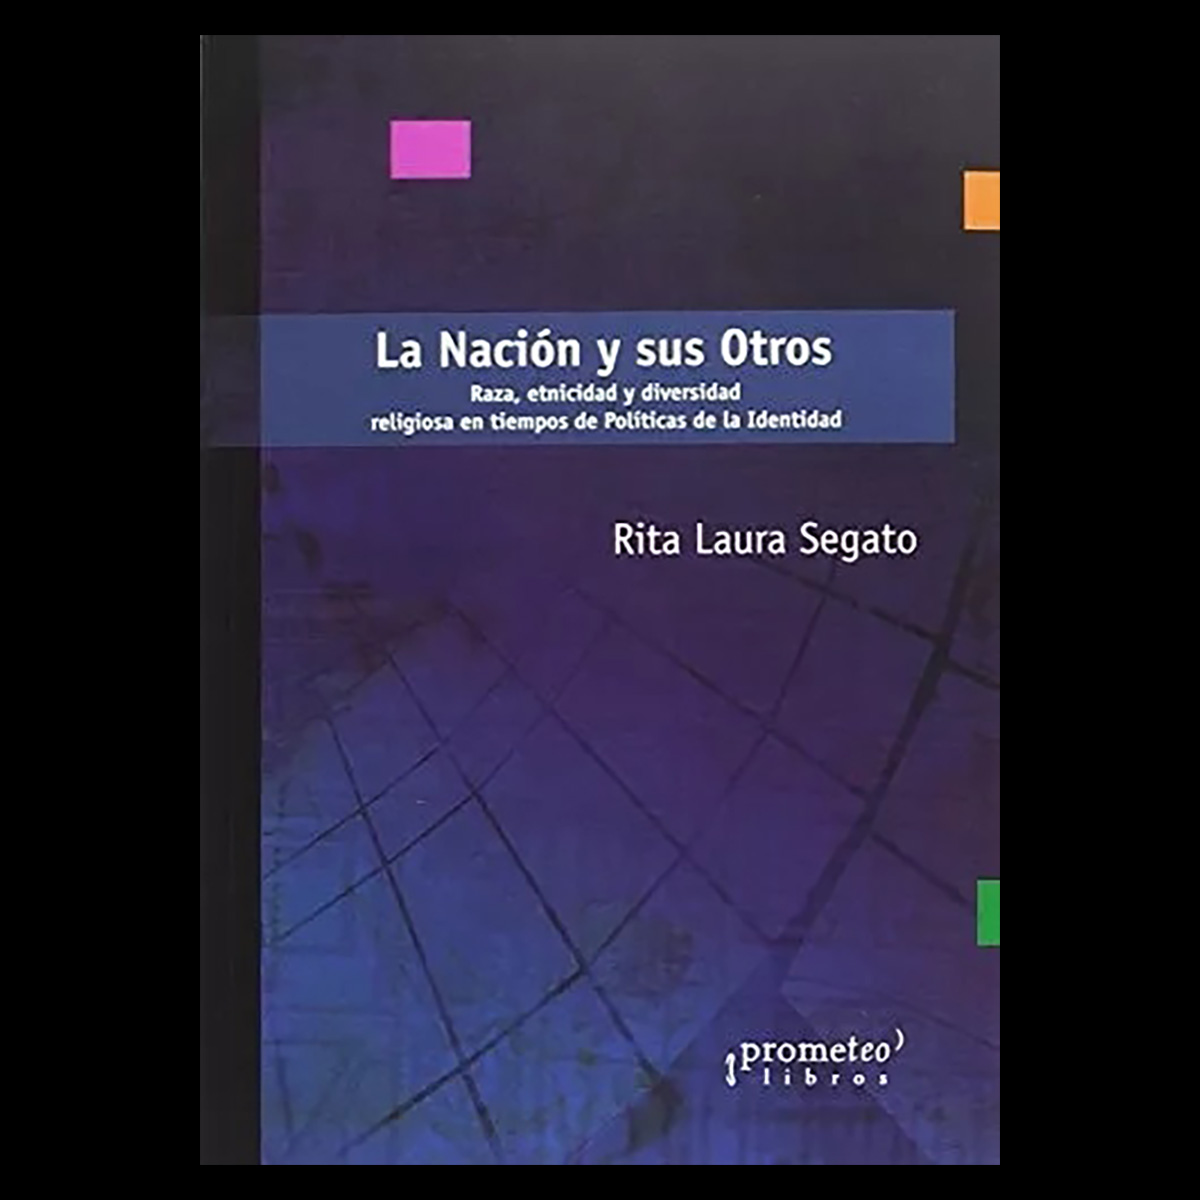 La Nación y sus Otros
Raza, etnicidad y diversidad
religiosa en tiempos de Políticas de la Identidad
Rita Laura Segato
prometeo
libros